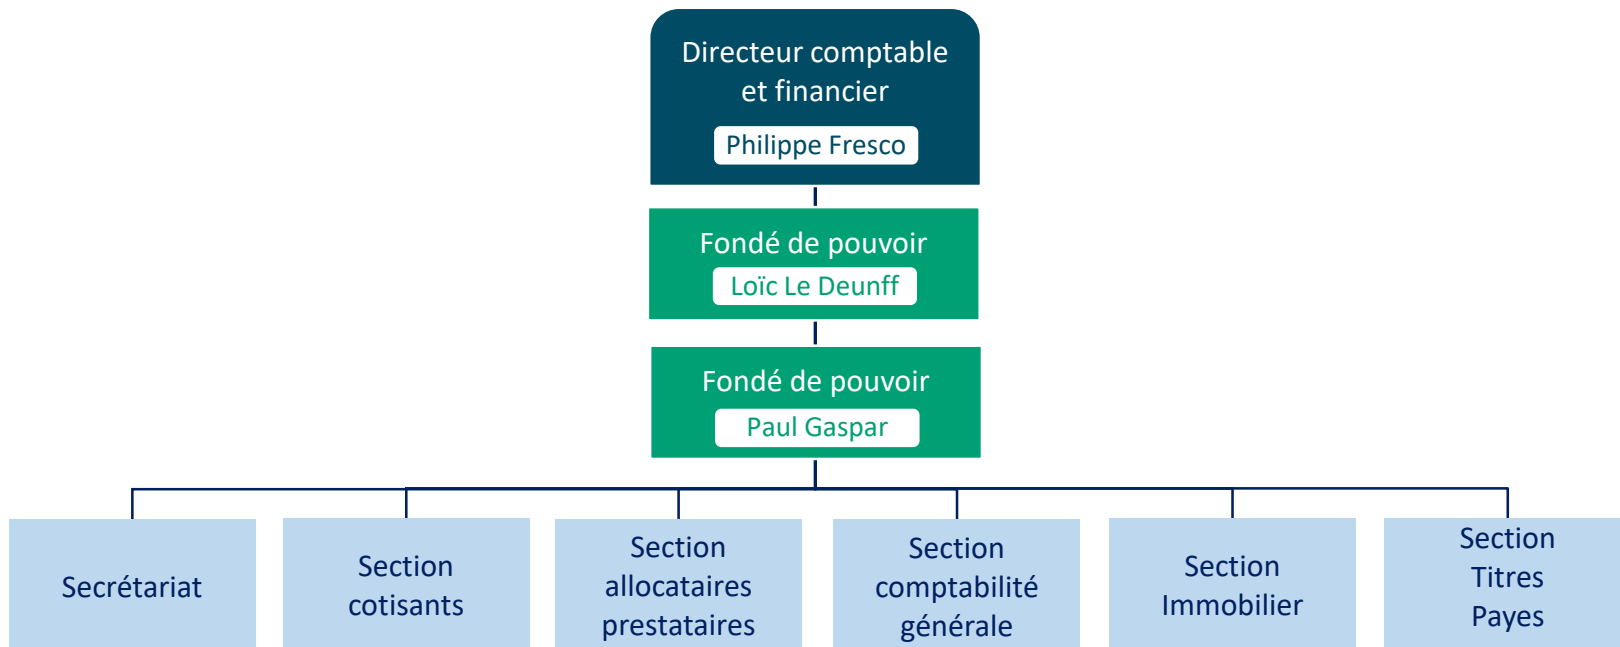 Directeur comptable
et financier
Philippe Fresco
Fondé de pouvoir
Loïc Le Deunff
Fondé de pouvoir
Paul Gaspar
Secrétariat
Section
cotisants
Section
allocataires
prestataires
Section
comptabilité
générale
Section
Immobilier
Section
Titres
Payes